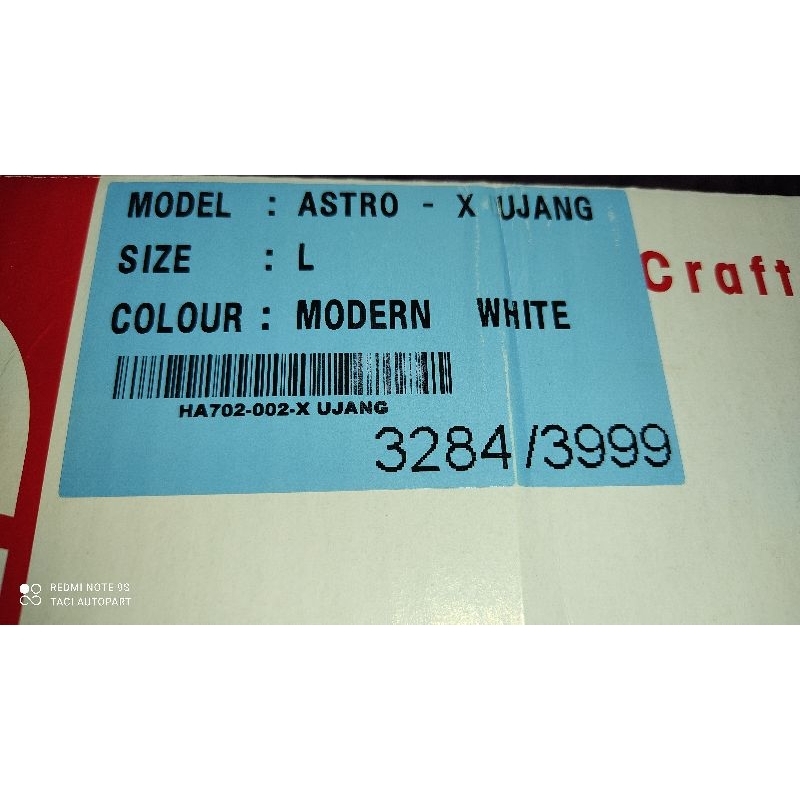 MODEL : ASTRO - X UJANG
SIZE : L
COLOUR : MODERN WHITE
HA702-002-X UJANG
3284/3999
Craft
REDMI NOTE 9S
TACI AUTOPART